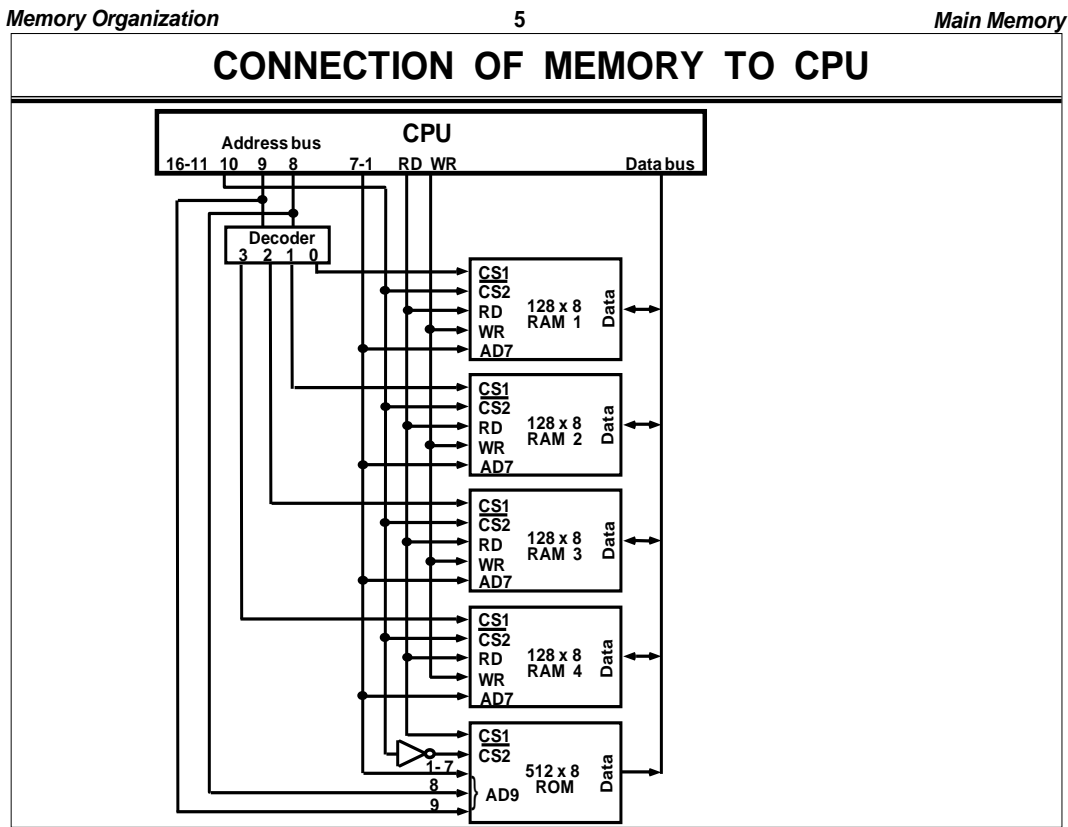 Memory Organization 5 Main Memory
CONNECTION OF MEMORY TO CPU
CPU
Address bus
16-11 10 9 8 7-1 RD WR Data bus
Decoder
3 2 1 0
CS1
CS2
RD
WR
AD7
128 x 8
RAM 1
Data
CS1
CS2
RD
WR
AD7
128 x 8
RAM 2
Data
CS1
CS2
RD
WR
AD7
128 x 8
RAM 3
Data
CS1
CS2
RD
WR
AD7
128 x 8
RAM 4
Data
CS1
CS2
1- 7
8
9
AD9
512 x 8
ROM
Data